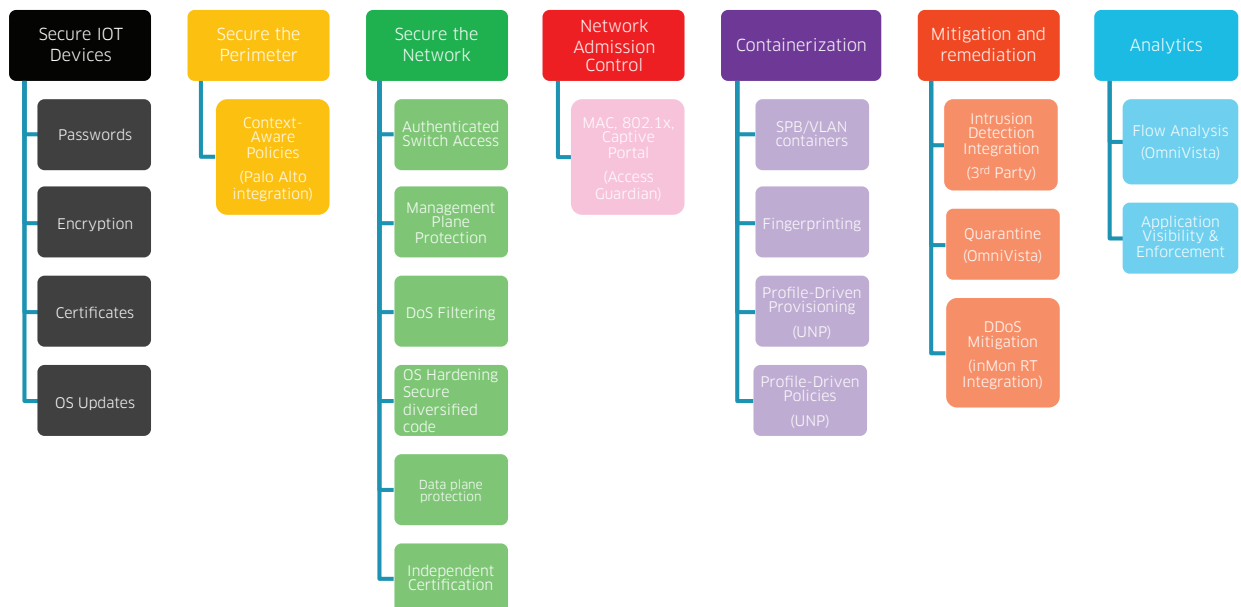 Secure IOT
Devices
Passwords
Encryption
Certificates
OS Updates
Secure the
Perimeter
Context-
Aware
Policies
(Palo Alto
integration)
Secure the
Network
Authenticated
Switch Access
Management
Plane
Protection
DoS Filtering
OS Hardening
Secure
diversified
code
Data plane
protection
Independent
Certification
Network
Admission
Control
MAC, 802.1x,
Captive
Portal
(Access
Guardian)
Containerization
SPB/VLAN
containers
Fingerprinting
Profile-Driven
Provisioning
(UNP)
Profile-Driven
Policies
(UNP)
Mitigation and
remediation
Intrusion
Detection
Integration
(3rd Party)
Quarantine
(OmniVista)
DDoS
Mitigation
(inMon RT
Integration)
Analytics
Flow Analysis
(OmniVista)
Application
Visibility &
Enforcement